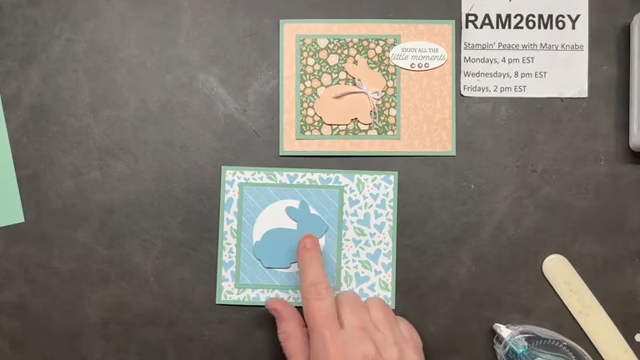 RAM26M6Y
Stampin' Peace with Mary Knabe
Mondays, 4 pm EST
Wednesdays, 8 pm EST
Fridays, 2 pm EST
ENJOY ALL THE
little moments